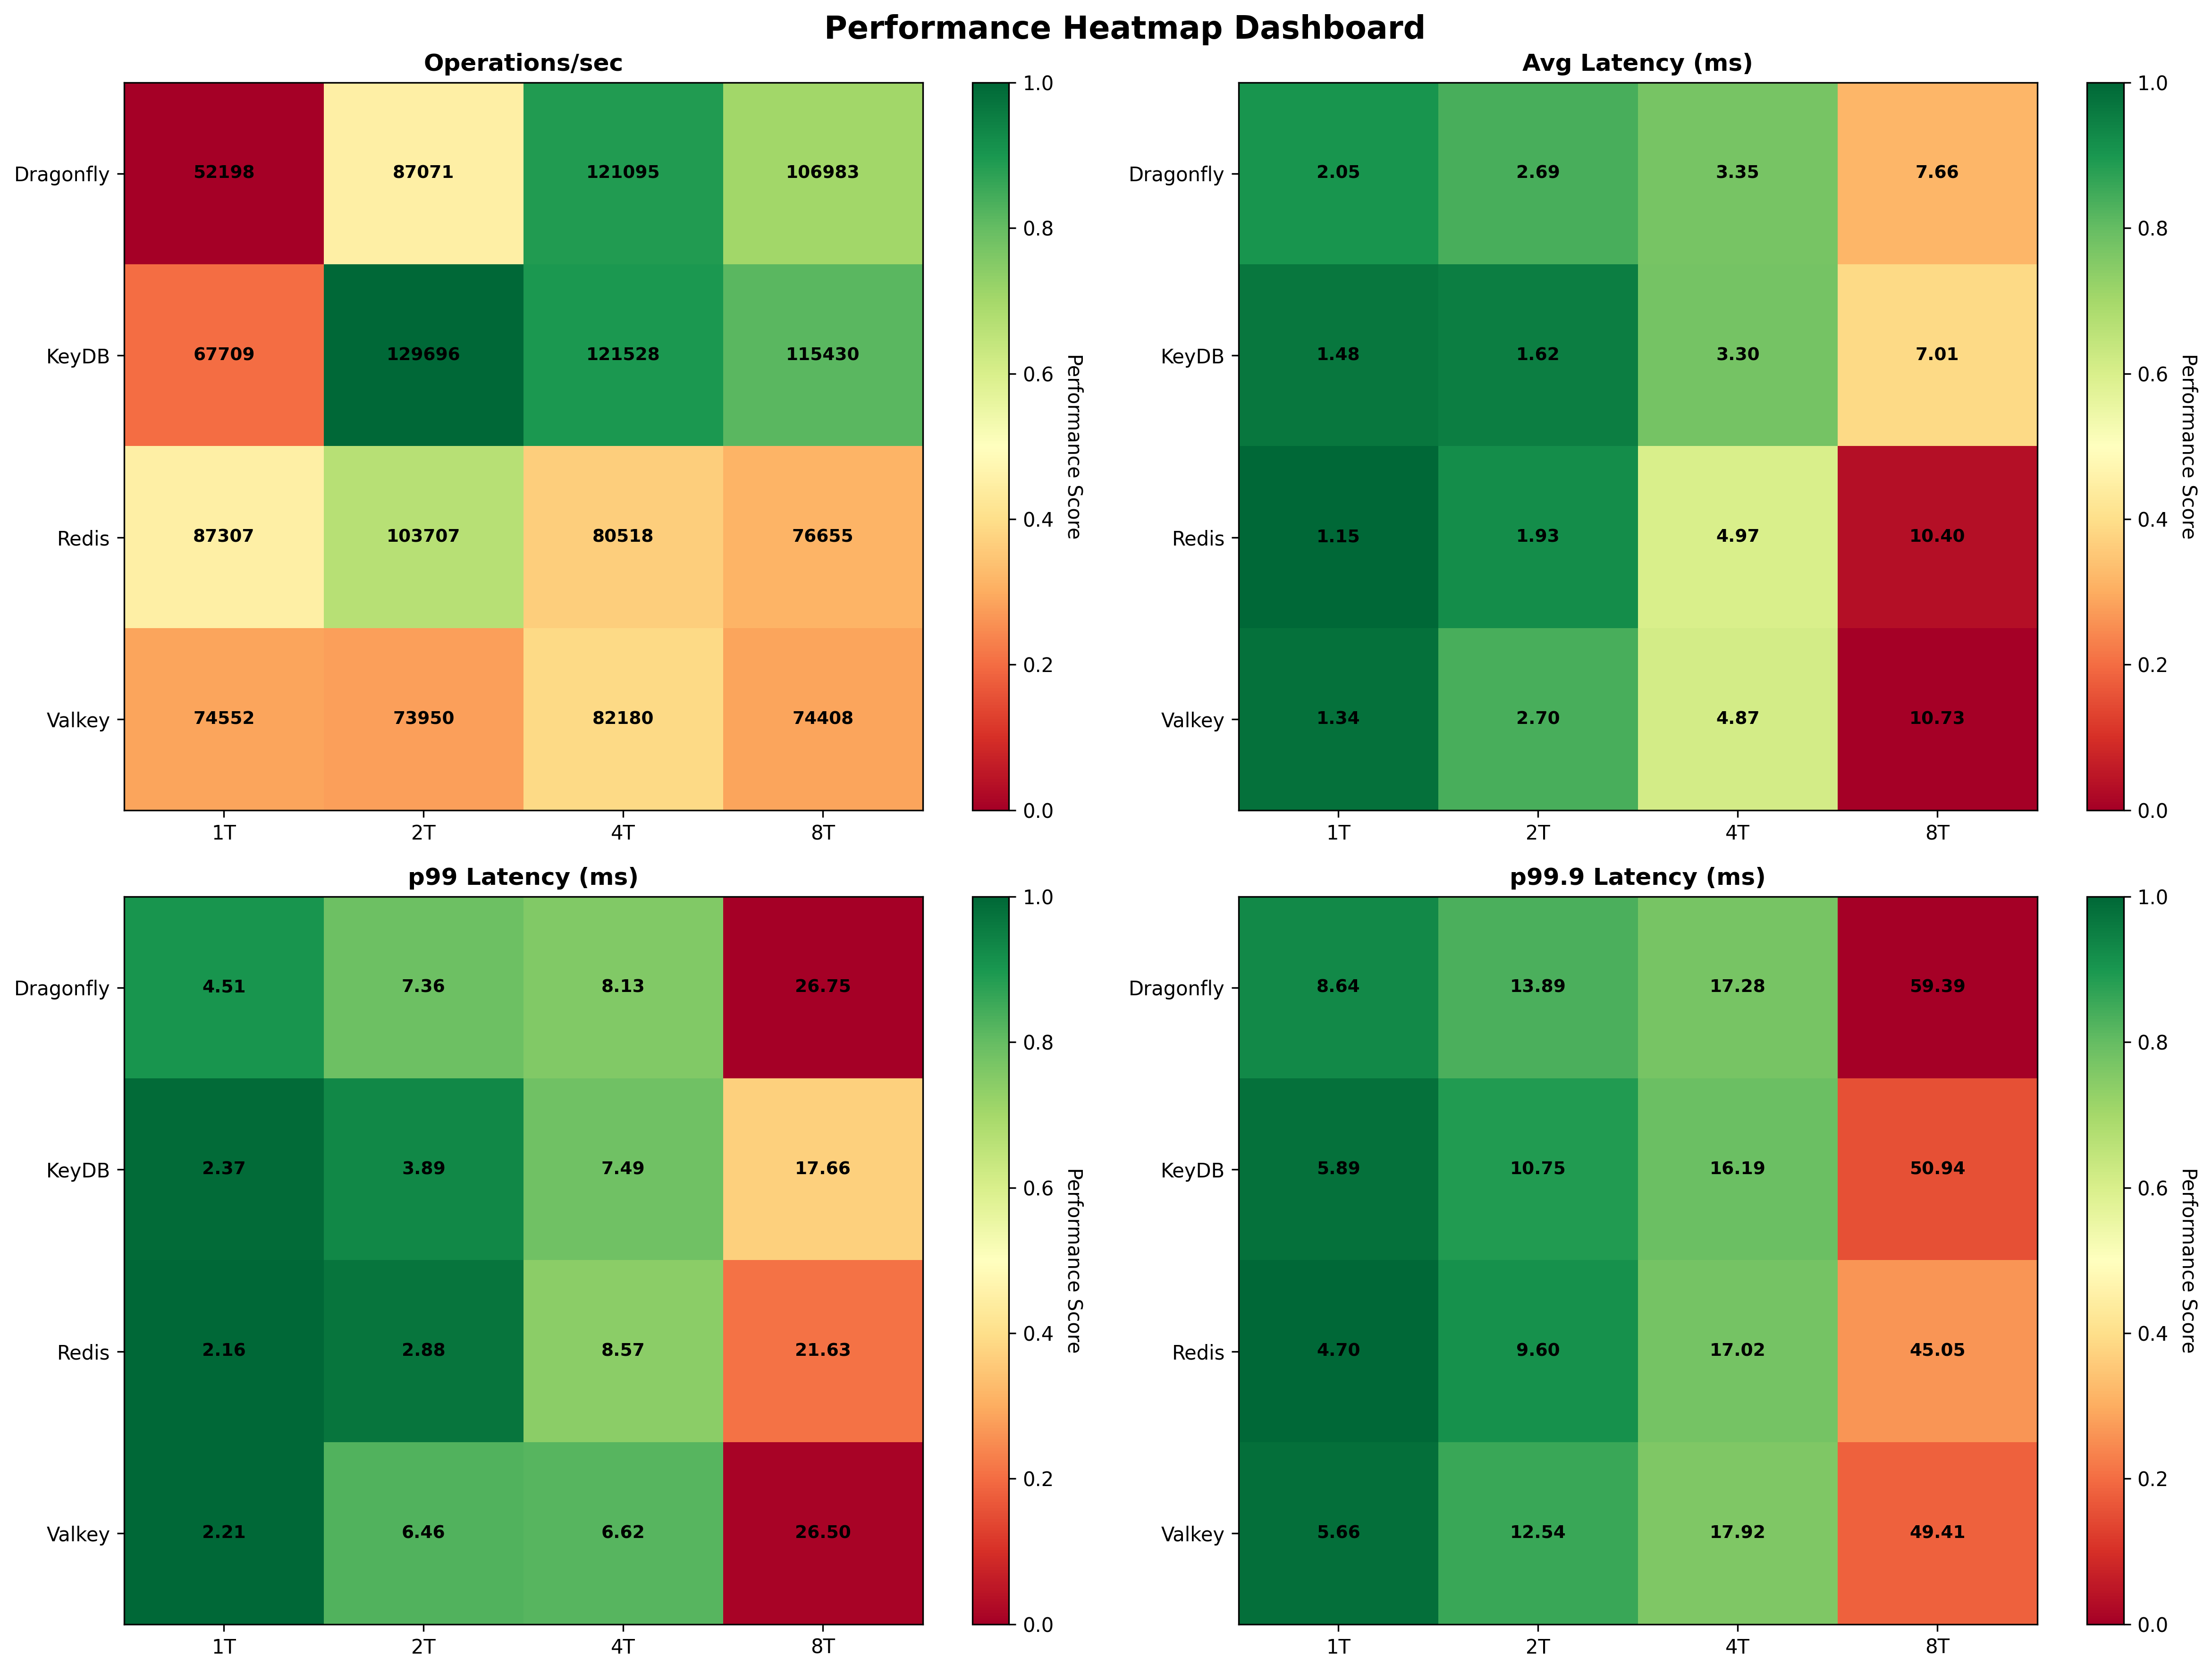 Performance Heatmap Dashboard
Operations/sec
Dragonfly 52198 87071 121095 106983
KeyDB 67709 129696 121528 115430
Redis 87307 103707 80518 76655
Valkey 74552 73950 82180 74408
1T 2T 4T 8T
1.0
0.8
0.6
0.4
0.2
0.0
Performance Score
Avg Latency (ms)
Dragonfly 2.05 2.69 3.35 7.66
KeyDB 1.48 1.62 3.30 7.01
Redis 1.15 1.93 4.97 10.40
Valkey 1.34 2.70 4.87 10.73
1T 2T 4T 8T
1.0
0.8
0.6
0.4
0.2
0.0
Performance Score
p99 Latency (ms)
Dragonfly 4.51 7.36 8.13 26.75
KeyDB 2.37 3.89 7.49 17.66
Redis 2.16 2.88 8.57 21.63
Valkey 2.21 6.46 6.62 26.50
1T 2T 4T 8T
1.0
0.8
0.6
0.4
0.2
0.0
Performance Score
p99.9 Latency (ms)
Dragonfly 8.64 13.89 17.28 59.39
KeyDB 5.89 10.75 16.19 50.94
Redis 4.70 9.60 17.02 45.05
Valkey 5.66 12.54 17.92 49.41
1T 2T 4T 8T
1.0
0.8
0.6
0.4
0.2
0.0
Performance Score